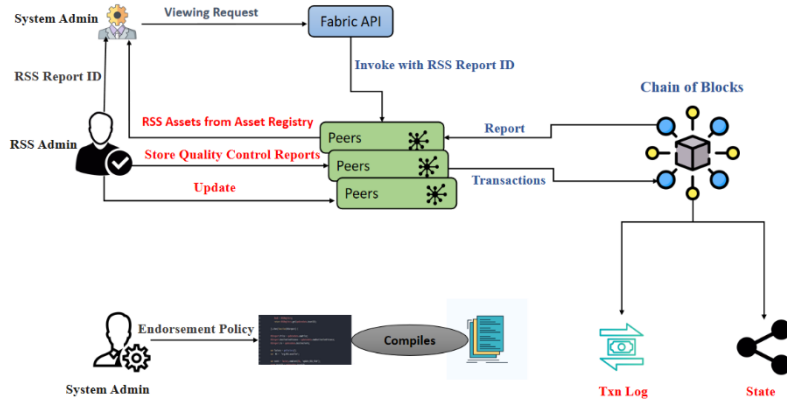 System Admin
Viewing Request
Fabric API
RSS Report ID
Invoke with RSS Report ID
Chain of Blocks
RSS Assets from Asset Registry
Report
Peers
RSS Admin
Store Quality Control Reports
Peers
Transactions
Update
Peers
Endorsement Policy
Compiles
System Admin
Txn Log
State